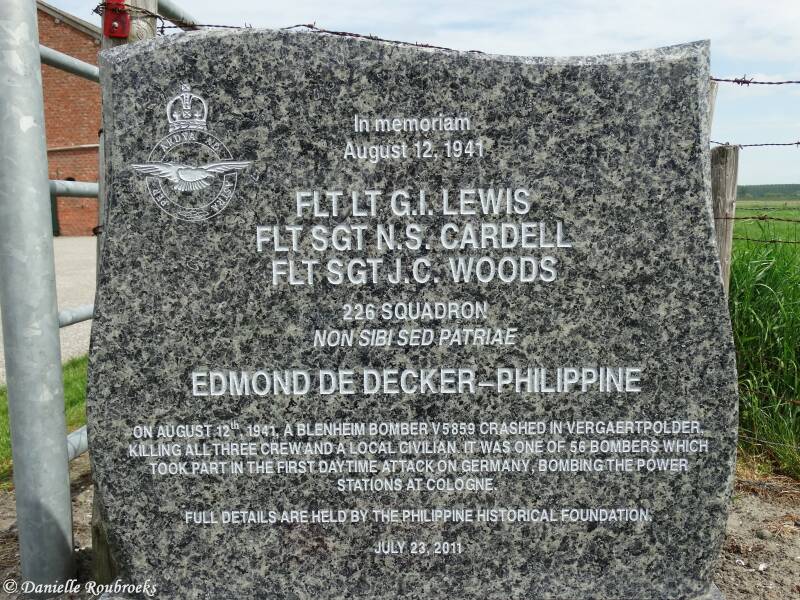 PER ARDVA AD ASTRA
In memoriam
August 12, 1941
FLT LT G.I. LEWIS
FLT SGT N.S. CARDELL
FLT SGT J.C. WOODS
226 SQUADRON
NON SIBI SED PATRIAE
EDMOND DE DECKER–PHILIPPINE
ON AUGUST 12th, 1941, A BLENHEIM BOMBER V5859 CRASHED IN VERGAERTPOLDER,
KILLING ALL THREE CREW AND A LOCAL CIVILIAN. IT WAS ONE OF 56 BOMBERS WHICH
TOOK PART IN THE FIRST DAYTIME ATTACK ON GERMANY, BOMBING THE POWER
STATIONS AT COLOGNE.
FULL DETAILS ARE HELD BY THE PHILIPPINE HISTORICAL FOUNDATION.
JULY 23, 2011
© Danielle Roubroeks